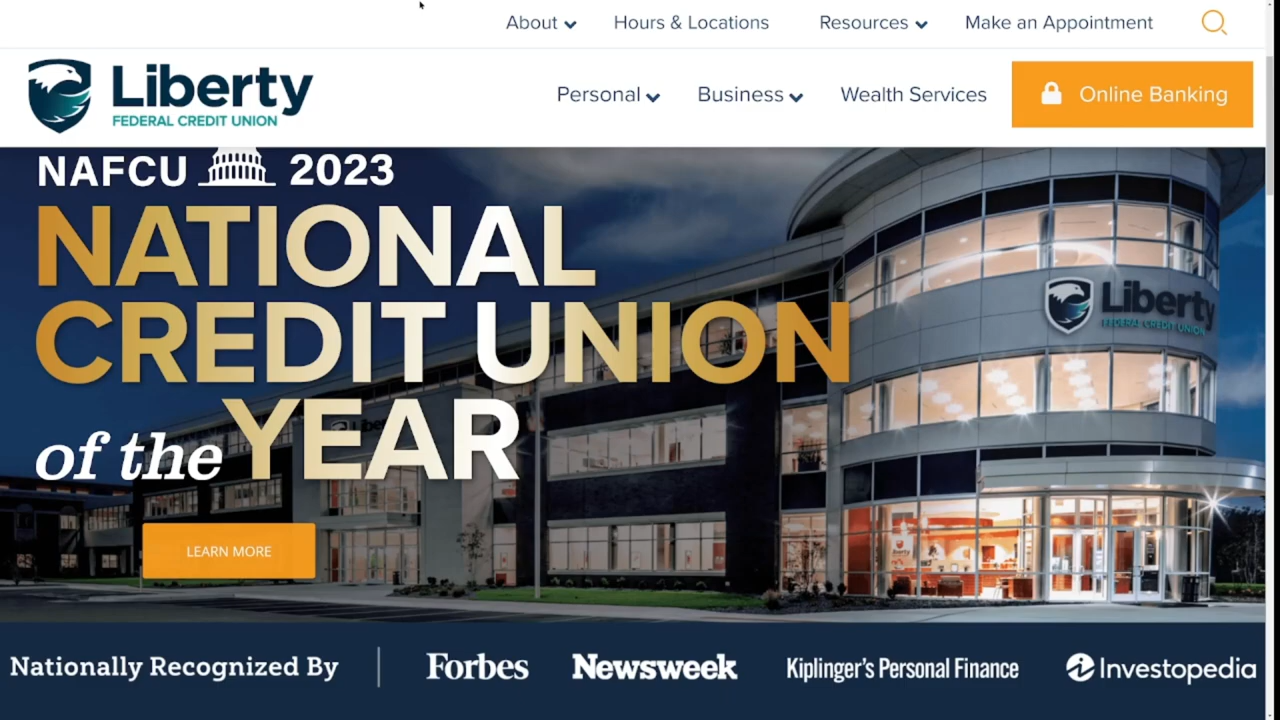 About
Hours & Locations
Resources
Make an Appointment
Liberty
FEDERAL CREDIT UNION
Personal
Business
Wealth Services
Online Banking
NAFCU 2023
NATIONAL
CREDIT UNION
of the YEAR
Liberty
FEDERAL CREDIT UNION
LEARN MORE
Nationally Recognized By
Forbes
Newsweek
Kiplinger's Personal Finance
Investopedia